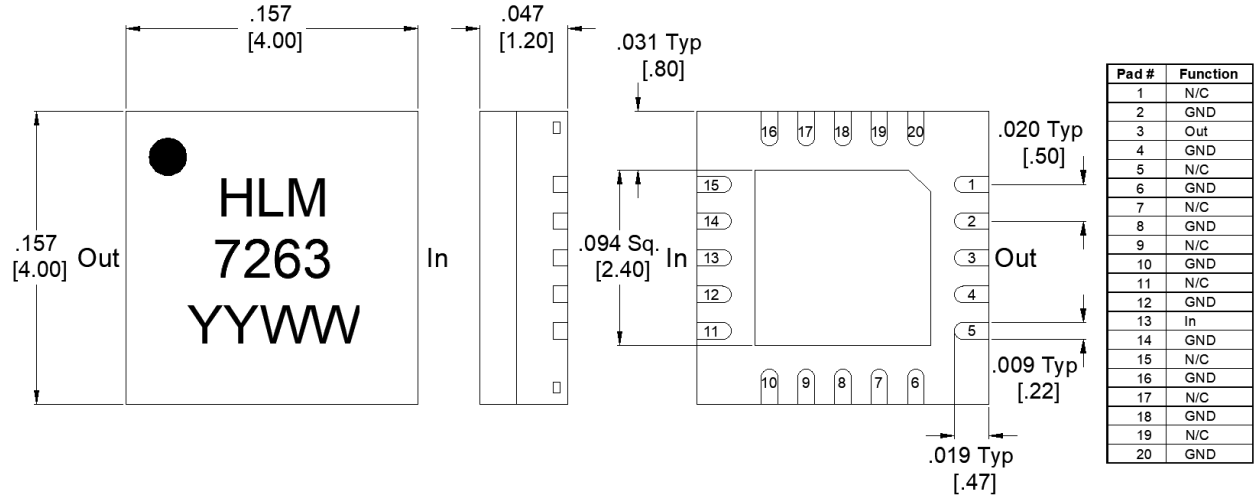 .157
[4.00]
.047
[1.20]
.031 Typ
[.80]
HLM
7263
YYWW
.157
[4.00]
Out
In
16 17 18 19 20
15
14
13
12
11
1
2
3
4
5
10 9 8 7 6
.094 Sq.
[2.40]
In
Out
.020 Typ
[.50]
.009 Typ
[.22]
.019 Typ
[.47]
Pad # Function
1 N/C
2 GND
3 Out
4 GND
5 N/C
6 GND
7 N/C
8 GND
9 N/C
10 GND
11 N/C
12 GND
13 In
14 GND
15 N/C
16 GND
17 N/C
18 GND
19 N/C
20 GND